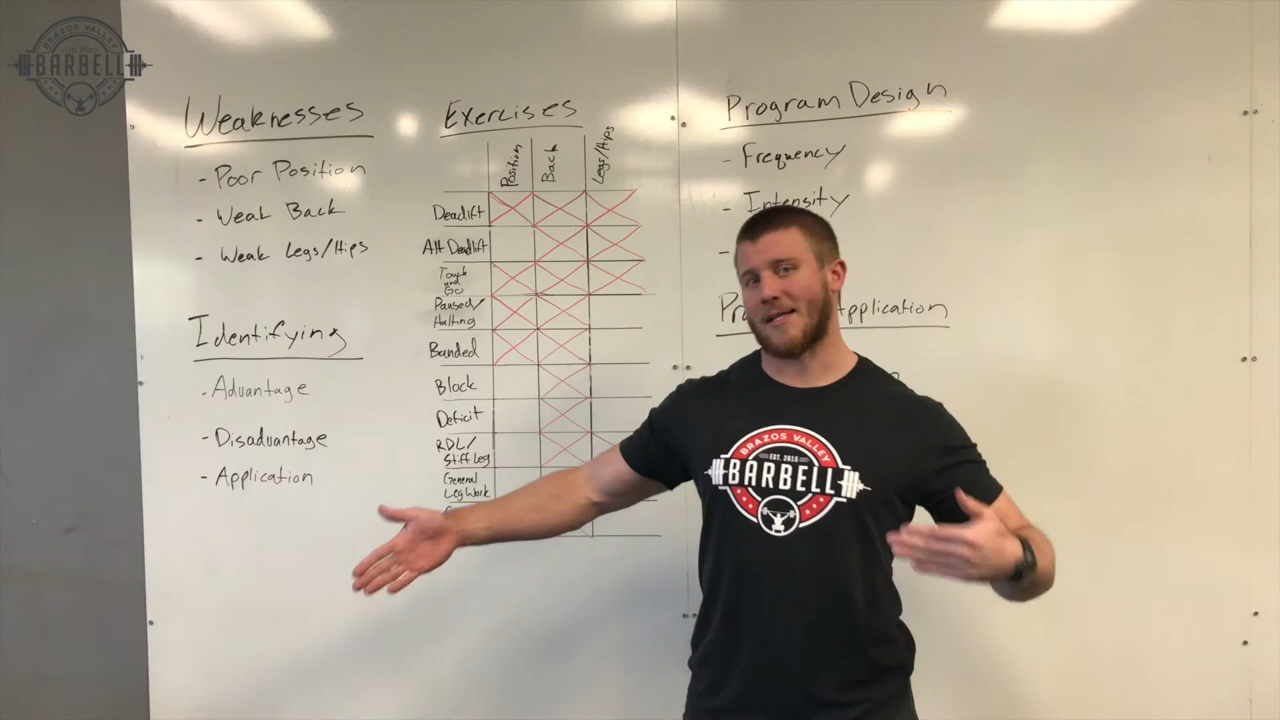 BRAZOS VALLEY
EST. 2015
BARBELL
Weaknesses
- Poor Position
- Weak Back
- Weak Legs/Hips
Identifying
- Advantage
- Disadvantage
- Application
Exercises
Position
Back
Legs/Hips
Deadlift
Alt Deadlift
Touch and Go
Paused/
Halting
Banded
Block
Deficit
RDL/
Stiff Leg
General
Leg Work
Program Design
- Frequency
- Intensity
-
Application
BRAZOS VALLEY
EST. 2015
BARBELL